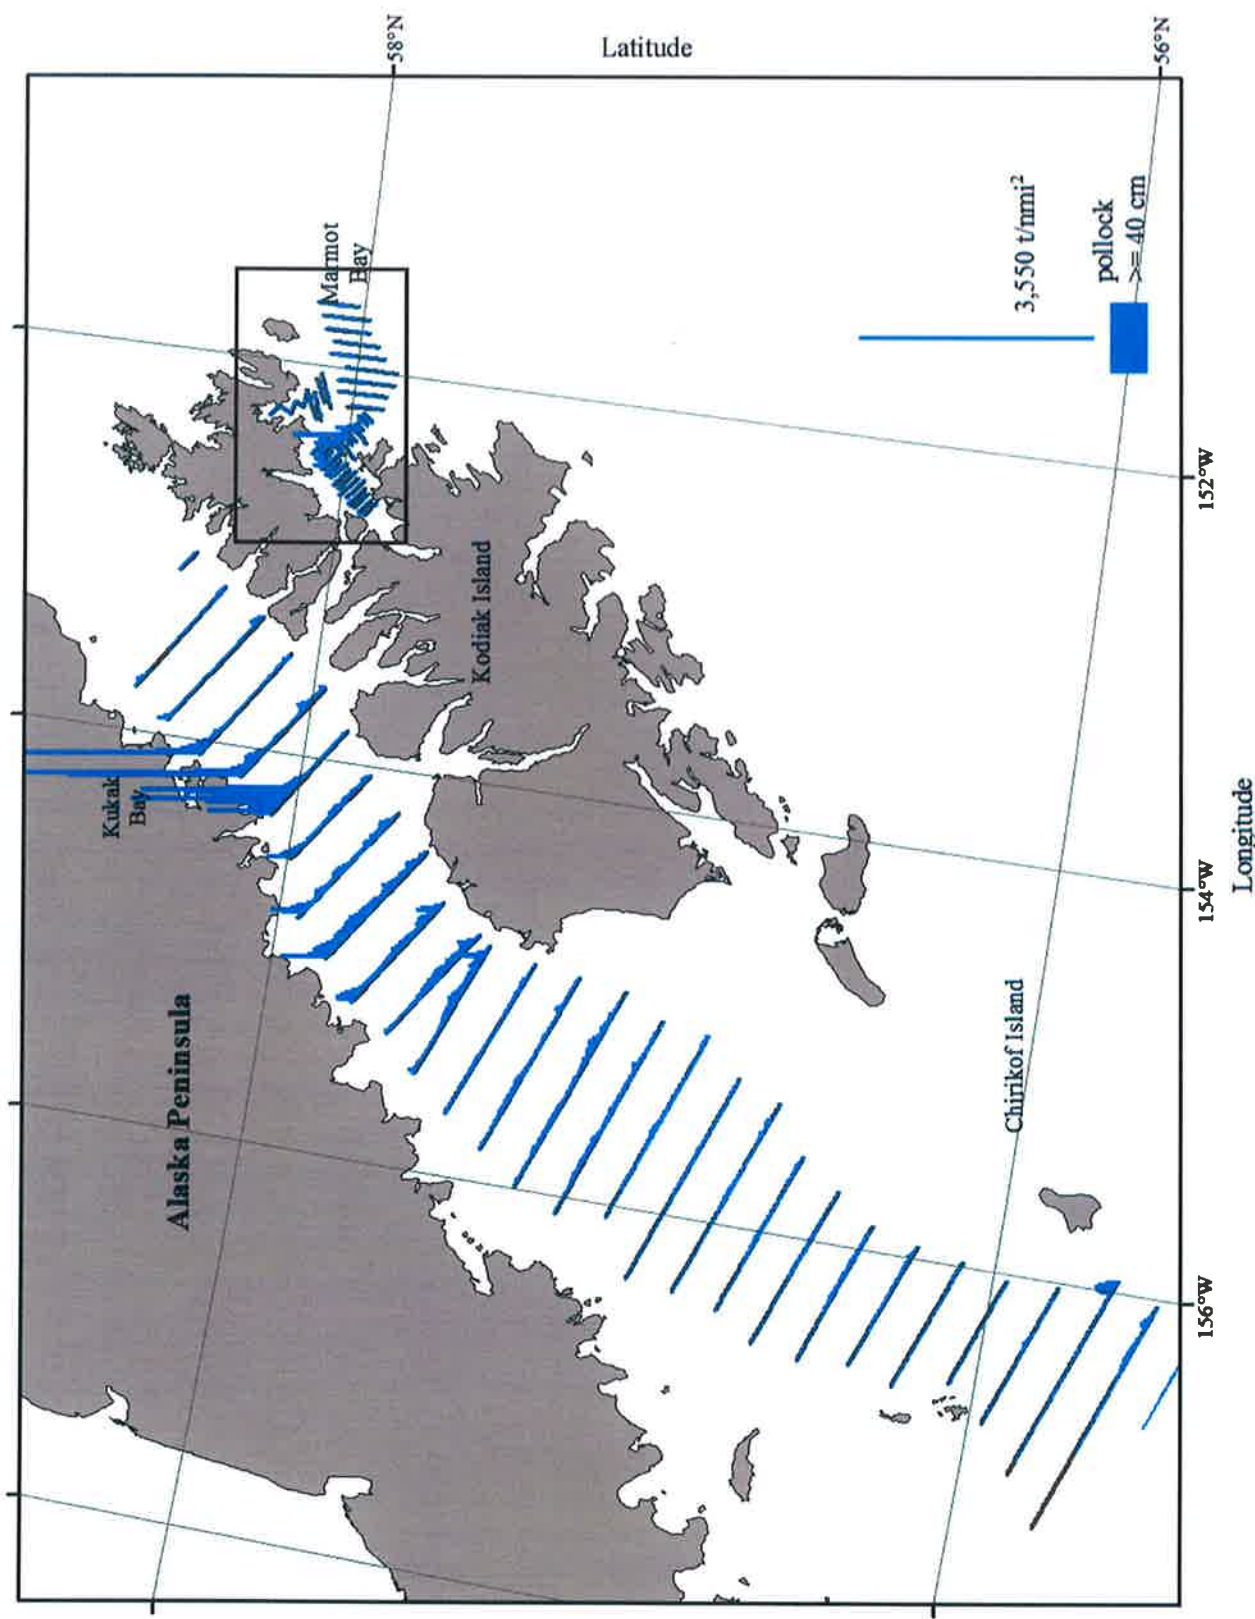 Latitude
58°N
56°N
Marmot
Bay
3,550 t/nmi²
pollock
>= 40 cm
Kodiak Island
Kukak
Bay
Alaska Peninsula
Chirikof Island
152°W
154°W
156°W
Longitude